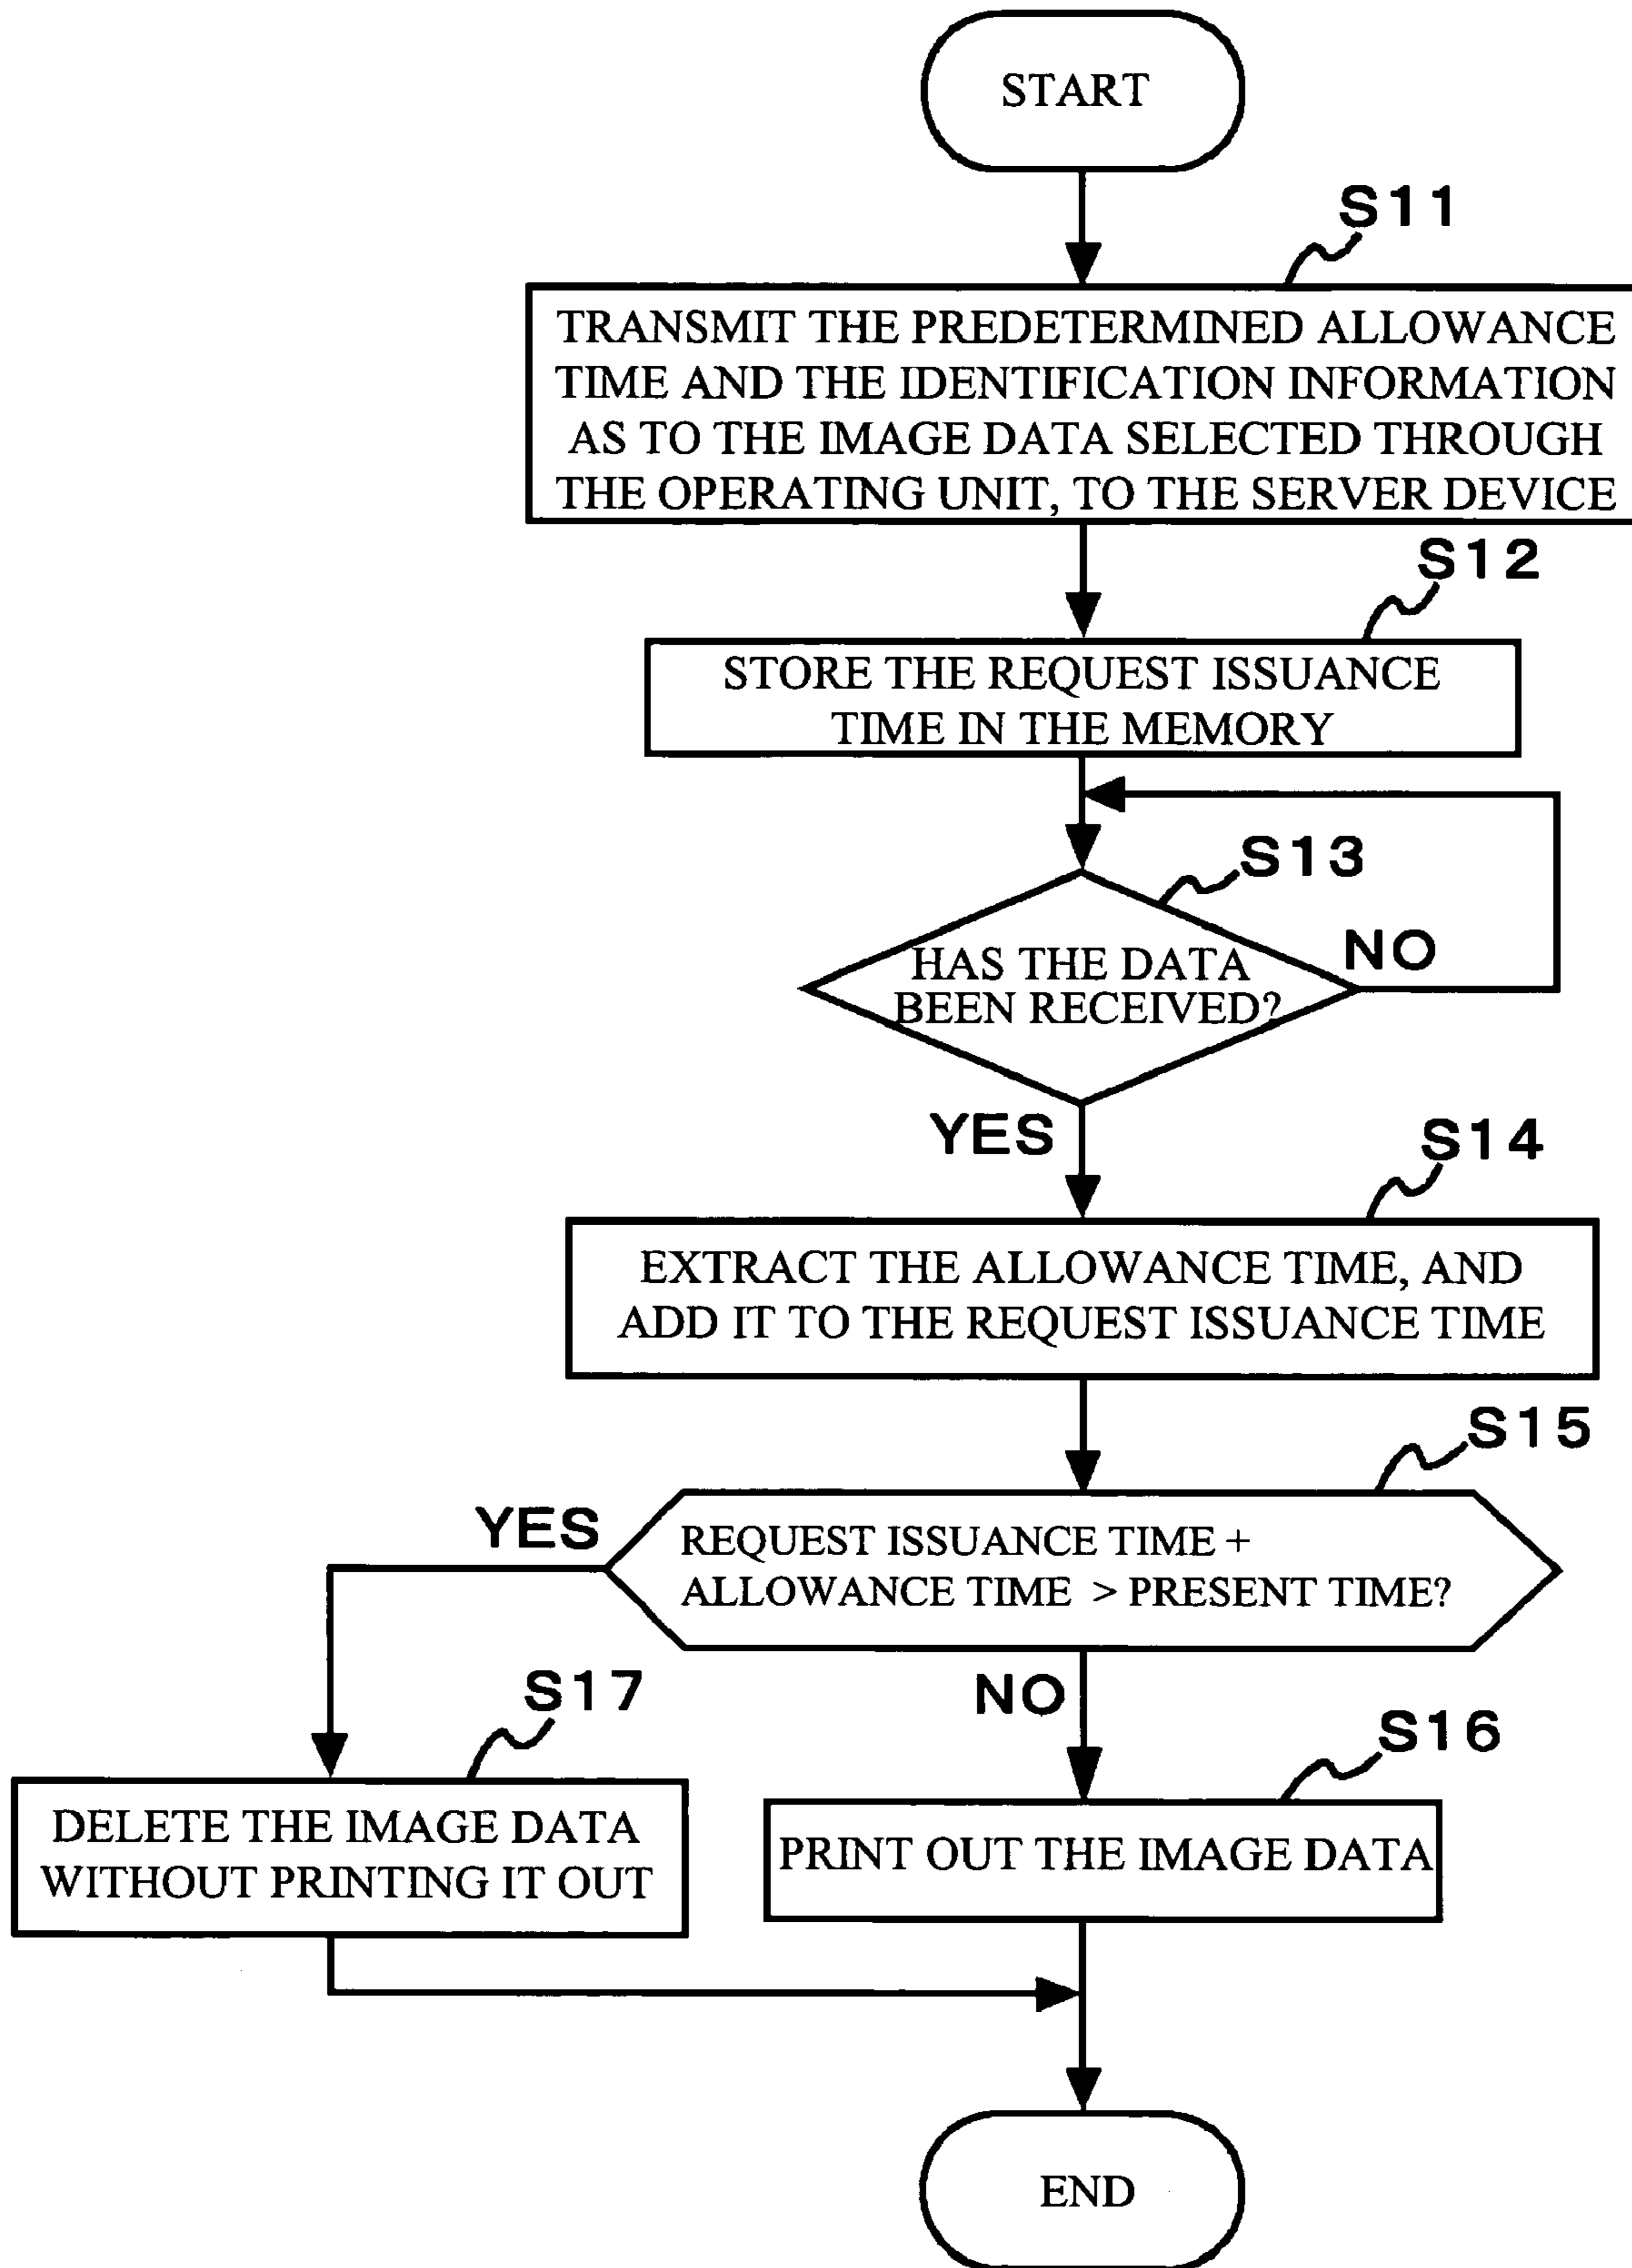 START
S11
TRANSMIT THE PREDETERMINED ALLOWANCE
TIME AND THE IDENTIFICATION INFORMATION
AS TO THE IMAGE DATA SELECTED THROUGH
THE OPERATING UNIT, TO THE SERVER DEVICE
S12
STORE THE REQUEST ISSUANCE
TIME IN THE MEMORY
S13
HAS THE DATA
BEEN RECEIVED?
NO
YES
S14
EXTRACT THE ALLOWANCE TIME, AND
ADD IT TO THE REQUEST ISSUANCE TIME
S15
REQUEST ISSUANCE TIME +
ALLOWANCE TIME > PRESENT TIME?
YES
NO
S17
DELETE THE IMAGE DATA
WITHOUT PRINTING IT OUT
S16
PRINT OUT THE IMAGE DATA
END